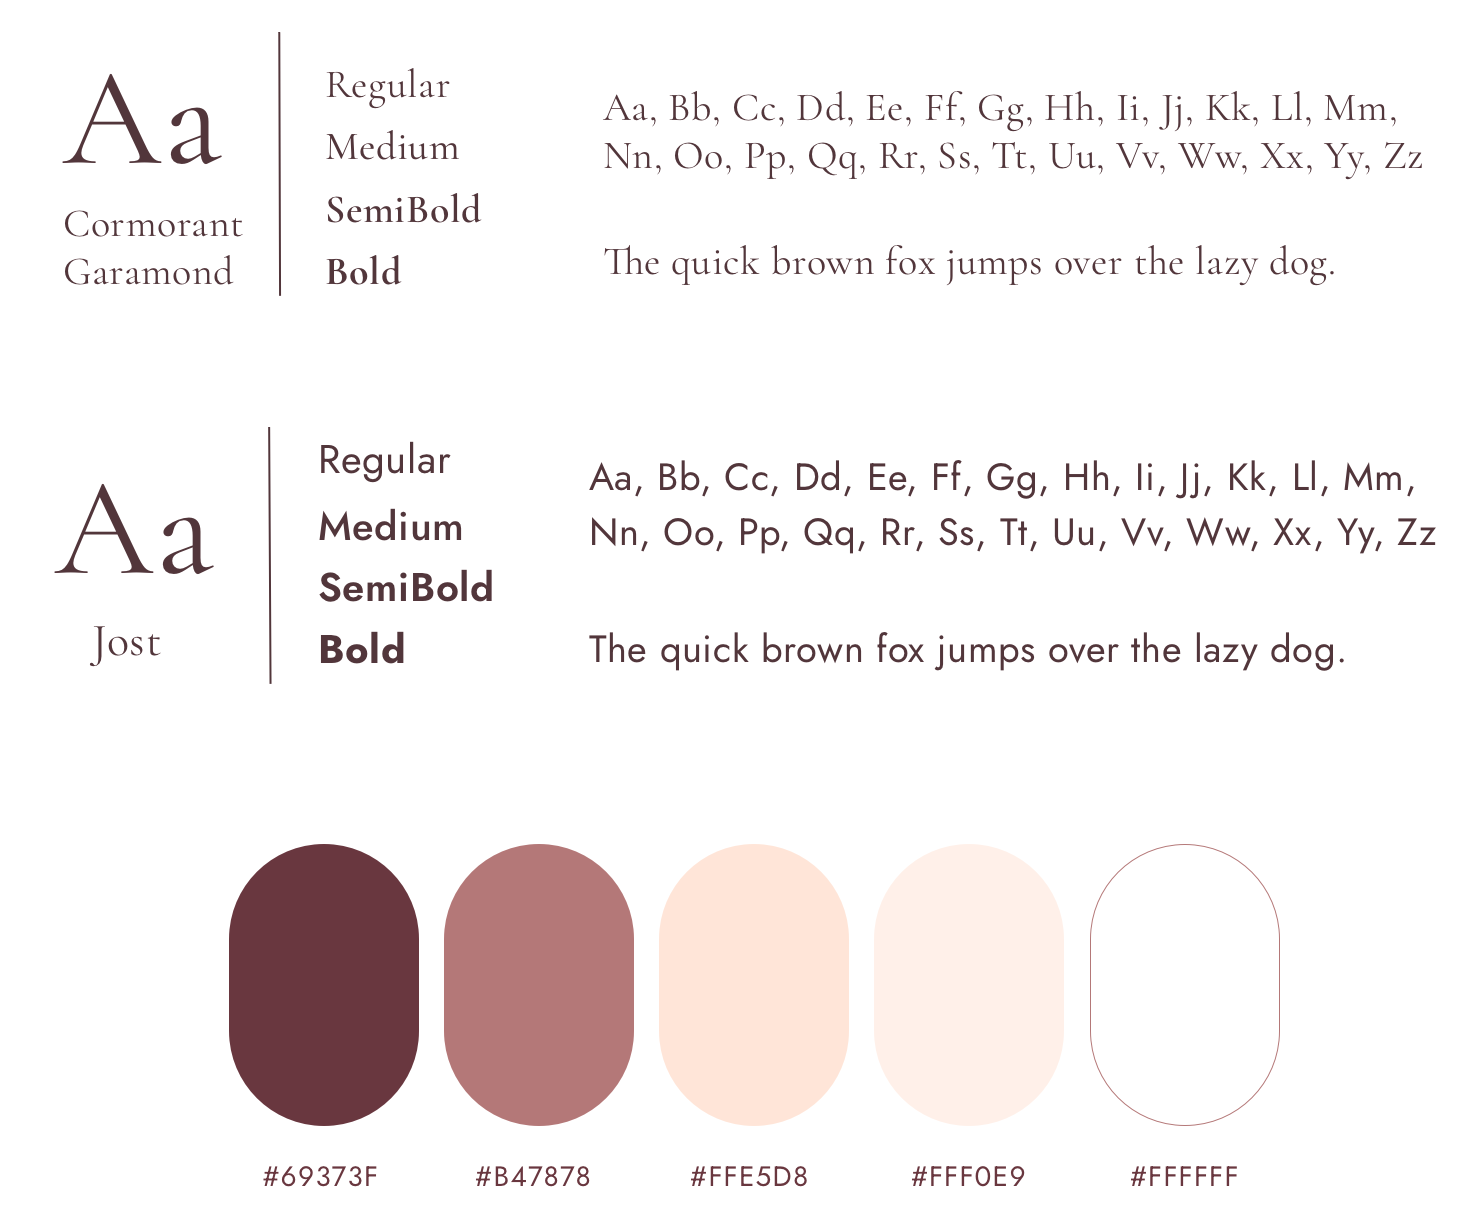 Aa
Cormorant
Garamond
Regular
Medium
SemiBold
Bold
Aa, Bb, Cc, Dd, Ee, Ff, Gg, Hh, Ii, Jj, Kk, Ll, Mm,
Nn, Oo, Pp, Qq, Rr, Ss, Tt, Uu, Vv, Ww, Xx, Yy, Zz
The quick brown fox jumps over the lazy dog.
Aa
Jost
Regular
Medium
SemiBold
Bold
Aa, Bb, Cc, Dd, Ee, Ff, Gg, Hh, Ii, Jj, Kk, Ll, Mm,
Nn, Oo, Pp, Qq, Rr, Ss, Tt, Uu, Vv, Ww, Xx, Yy, Zz
The quick brown fox jumps over the lazy dog.
#69373F
#B47878
#FFE5D8
#FFF0E9
#FFFFFF